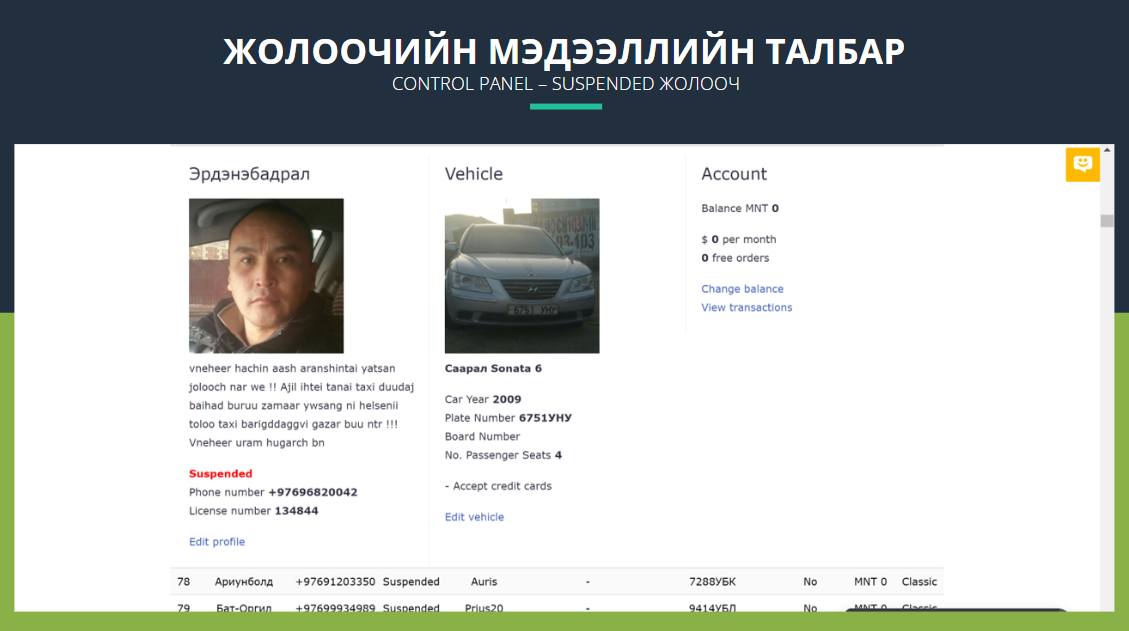 ЖОЛООЧИЙН МЭДЭЭЛЛИЙН ТАЛБАР
CONTROL PANEL – SUSPENDED ЖОЛООЧ
Эрдэнэбадрал
vneheer hachin aash aranshintai yatsan
jolooch nar we !! Ajil ihtei tanai taxi duudaj
baihad buruu zamaar ywsang ni helsenii
toloo taxi barigddaggvi gazar buu ntr !!!
Vneheer uram hugarch bn
Suspended
Phone number +97696820042
License number 134844
Edit profile
Vehicle
6751 УНУ
Саарал Sonata 6
Car Year 2009
Plate Number 6751УНУ
Board Number
No. Passenger Seats 4
- Accept credit cards
Edit vehicle
Account
Balance MNT 0
$ 0 per month
0 free orders
Change balance
View transactions
78 Ариунболд +97691203350 Suspended Auris - 7288УБК No MNT 0 Classic
79 Бат-Оргил +97699934989 Suspended Prius20 - 9414УБЛ No MNT 0 Classic